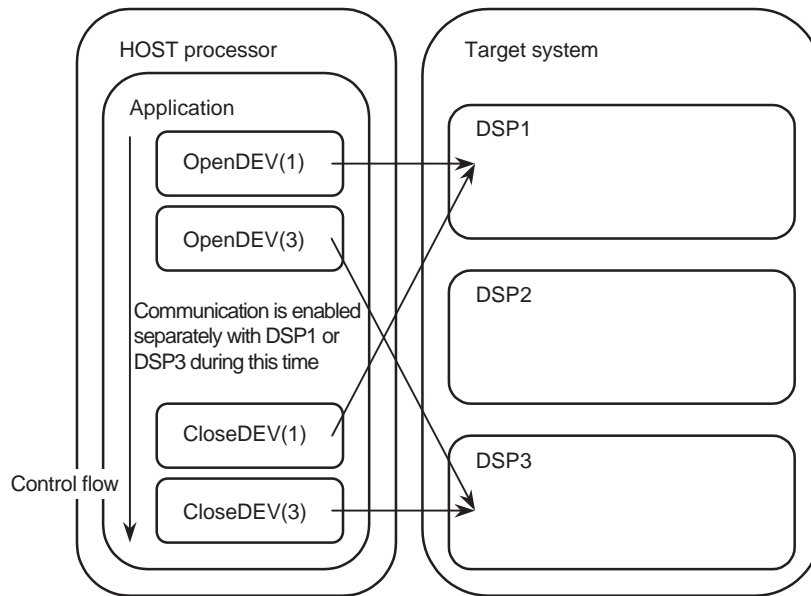 HOST processor
Application
OpenDEV(1)
OpenDEV(3)
Communication is enabled
separately with DSP1 or
DSP3 during this time
CloseDEV(1)
CloseDEV(3)
Control flow
Target system
DSP1
DSP2
DSP3